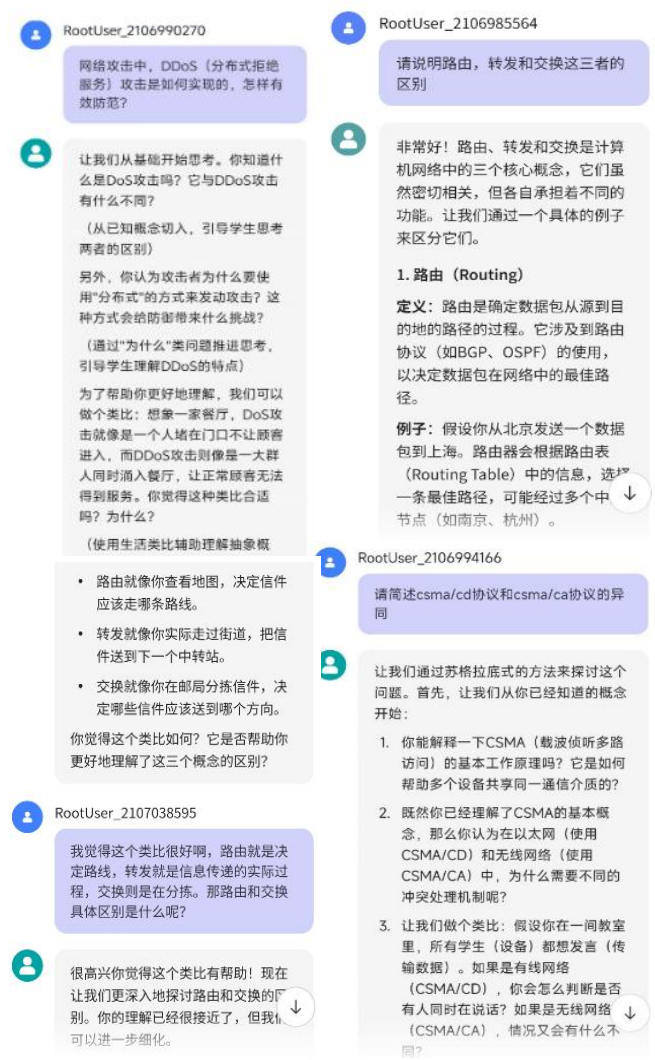 RootUser_2106990270
网络攻击中，DDoS（分布式拒绝
服务）攻击是如何实现的，怎样有
效防范？
让我们从基础开始思考。你知道什
么是DoS攻击吗？它与DDoS攻击
有什么不同？
（从已知概念切入，引导学生思考
两者的区别）
另外，你认为攻击者为什么要使
用"分布式"的方式来发动攻击？这
种方式会给防御带来什么挑战？
（通过"为什么"类问题推进思考，
引导学生理解DDoS的特点）
为了帮助你更好地理解，我们可以
做个类比：想象一家餐厅，DoS攻
击就像是一个人堵在门口不让顾客
进入，而DDoS攻击则像是一大群
人同时涌入餐厅，让正常顾客无法
得到服务。你觉得这种类比合适
吗？为什么？
（使用生活类比辅助理解抽象概
• 路由就像你查看地图，决定信件
应该走哪条路线。
• 转发就像你实际走过街道，把信
件送到下一个中转站。
• 交换就像你在邮局分拣信件，决
定哪些信件应该送到哪个方向。
你觉得这个类比如何？它是否帮助你
更好地理解了这三个概念的区别？
RootUser_2107038595
我觉得这个类比很好啊，路由就是决
定路线，转发就是信息传递的实际过
程，交换则是在分拣。那路由和交换
具体区别是什么呢？
很高兴你觉得这个类比有帮助！现在
让我们更深入地探讨路由和交换的区
别。你的理解已经很接近了，但我们
可以进一步细化。
RootUser_2106985564
请说明路由，转发和交换这三者的
区别
非常好！路由、转发和交换是计算
机网络中的三个核心概念，它们虽
然密切相关，但各自承担着不同的
功能。让我们通过一个具体的例子
来区分它们。
1. 路由（Routing）
定义：路由是确定数据包从源到目
的地的路径的过程。它涉及到路由
协议（如BGP、OSPF）的使用，
以决定数据包在网络中的最佳路
径。
例子：假设你从北京发送一个数据
包到上海。路由器会根据路由表
（Routing Table）中的信息，选择
一条最佳路径，可能经过多个中
节点（如南京、杭州）。
RootUser_2106994166
请简述csma/cd协议和csma/ca协议的异
同
让我们通过苏格拉底式的方法来探讨这个
问题。首先，让我们从你已经知道的概念
开始：
1. 你能解释一下CSMA（载波侦听多路
访问）的基本工作原理吗？它是如何
帮助多个设备共享同一通信介质的？
2. 既然你已经理解了CSMA的基本概
念，那么你认为在以太网（使用
CSMA/CD）和无线网络（使用
CSMA/CA）中，为什么需要不同的
冲突处理机制呢？
3. 让我们做个类比：假设你在一间教室
里，所有学生（设备）都想发言（传
输数据）。如果是有线网络
（CSMA/CD），你会怎么判断是否
有人同时在说话？如果是无线网络
（CSMA/CA），情况又会有什么不
同？